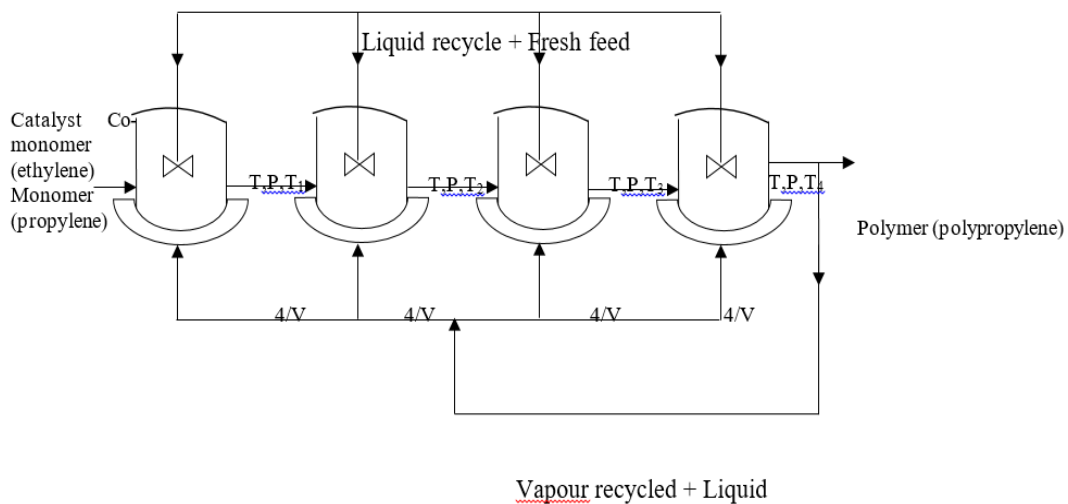 Liquid recycle + Fresh feed
Catalyst Co-
monomer
(ethylene)
Monomer
(propylene)
T,P,T1
T,P,T2
T,P,T3
T,P,T4
Polymer (polypropylene)
4/V
4/V
4/V
4/V
Vapour recycled + Liquid